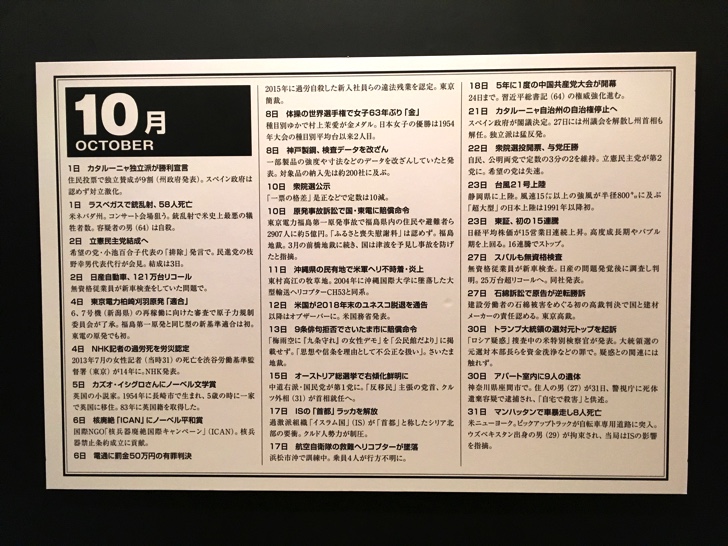 10月
OCTOBER
1日 カタルーニャ独立派が勝利宣言
住民投票で独立賛成が9割（州政府発表）。スペイン政府は
認めず対立激化。
1日 ラスベガスで銃乱射、58人死亡
米ネバダ州。コンサート会場狙う。銃乱射で米史上最悪の犠
牲者数。容疑者の男（64）は自殺。
2日 立憲民主党結成へ
希望の党・小池百合子代表の「排除」発言で。民進党の枝
野幸男代表代行が会見。結成は3日。
2日 日産自動車、121万台リコール
無資格従業員が新車検査をしていた問題で。
4日 東京電力柏崎刈羽原発「適合」
6、7号機（新潟県）の再稼働に向けた審査で原子力規制
委員会が了承。福島第一原発と同じ型の新基準適合は初。
東電の原発でも初。
4日 NHK記者の過労死を労災認定
2013年7月の女性記者（当時31）の死亡を渋谷労働基準監
督署（東京）が14年に。NHK発表。
5日 カズオ・イシグロさんにノーベル文学賞
英国の小説家。1954年に長崎市で生まれ、5歳の時に一家
で英国に移住。83年に英国籍を取得した。
6日 核廃絶「ICAN」にノーベル平和賞
国際NGO「核兵器廃絶国際キャンペーン」（ICAN）。核兵
器禁止条約成立に貢献。
6日 電通に罰金50万円の有罪判決
2015年に過労自殺した新入社員らの違法残業を認定。東京
簡裁。
8日 体操の世界選手権で女子63年ぶり「金」
種目別ゆかで村上茉愛が金メダル。日本女子の優勝は1954
年大会の種目別平均台以来2人目。
8日 神戸製鋼、検査データを改ざん
一部製品の強度や寸法などのデータを改ざんしていたと発
表。対象品の納入先は約200社に及ぶ。
10日 衆院選公示
「一票の格差」是正などで定数は10減。
10日 原発事故訴訟で国・東電に賠償命令
東京電力福島第一原発事故で福島県内の住民や避難者ら
2907人に約5億円。「ふるさと喪失慰謝料」は認めず。福島
地裁。3月の前橋地裁に続き、国は津波を予見し事故を防げ
たと指摘。
11日 沖縄県の民有地で米軍ヘリ不時着・炎上
東村高江の牧草地。2004年に沖縄国際大学に墜落した大
型輸送ヘリコプターCH53と同系。
12日 米国が2018年末のユネスコ脱退を通告
以降はオブザーバーに。米国務省発表。
13日 9条俳句拒否でさいたま市に賠償命令
「梅雨空に『九条守れ』の女性デモ」を「公民館だより」に掲
載せず。「思想や信条を理由として不公正な扱い」。さいたま
地裁。
15日 オーストリア総選挙で右傾化鮮明に
中道右派・国民党が第1党に。「反移民」主張の党首、クル
ツ外相（31）が首相就任へ。
17日 ISの「首都」ラッカを解放
過激派組織「イスラム国」（IS）が「首都」と称したシリア北
部の要衝。クルド人勢力が制圧。
17日 航空自衛隊の救難ヘリコプターが墜落
浜松市沖で訓練中。乗員4人が行方不明に。
18日 5年に1度の中国共産党大会が開幕
24日まで。習近平総書記（64）の権威強化進む。
21日 カタルーニャ自治州の自治権停止へ
スペイン政府が閣議決定。27日には州議会を解散し州首相も
解任。独立派は猛反発。
22日 衆院選投開票、与党圧勝
自民、公明両党で定数の3分の2を維持。立憲民主党が第2
党に。希望の党は失速。
23日 台風21号上陸
静岡県に上陸。風速15㍍以上の強風が半径800㌔に及ぶ
「超大型」の日本上陸は1991年以降初。
23日 東証、初の15連騰
日経平均株価が15営業日連続上昇。高度成長期やバブル
期を上回る。16連騰でストップ。
27日 スバルも無資格検査
無資格従業員が新車検査。日産の問題発覚後に調査し判
明。25万台超リコールへ。同社発表。
27日 石綿訴訟で原告が逆転勝訴
建設労働者の石綿被害をめぐる初の高裁判決で国と建材
メーカーの責任認める。東京高裁。
30日 トランプ大統領の選対元トップを起訴
「ロシア疑惑」捜査中の米特別検察官が発表。大統領選の
元選対本部長らを資金洗浄などの罪で。疑惑との関連には
触れず。
30日 アパート室内に9人の遺体
神奈川県座間市で。住人の男（27）が31日、警視庁に死体
遺棄容疑で逮捕され、「自宅で殺害」と供述。
31日 マンハッタンで車暴走し8人死亡
米ニューヨーク。ピックアップトラックが自転車専用道路に突入。
ウズベキスタン出身の男（29）が拘束され、当局はISの影響
を指摘。